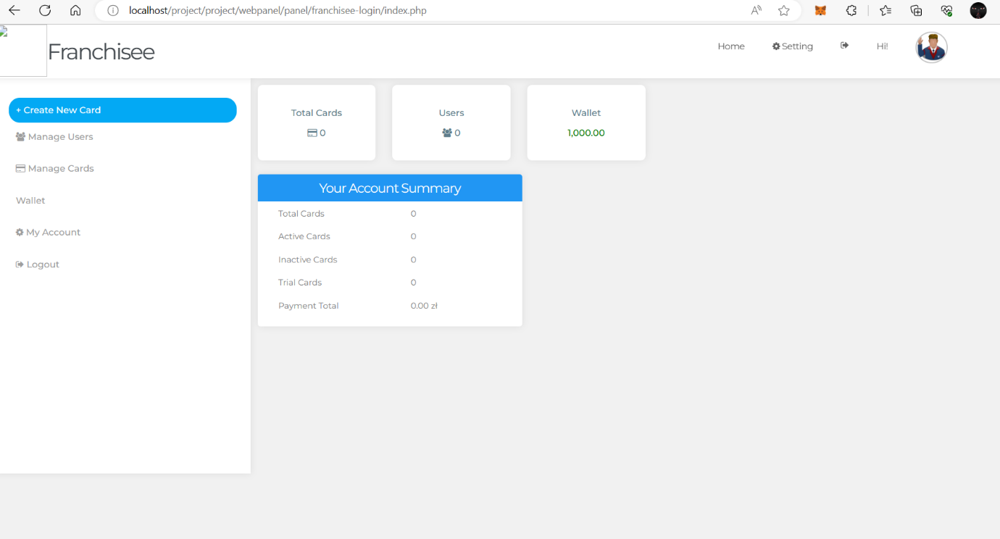 localhost/project/project/webpanel/panel/franchisee-login/index.php
Franchisee
Home Setting Hi!
+ Create New Card
Manage Users
Manage Cards
Wallet
My Account
Logout
Total Cards
0
Users
0
Wallet
1,000.00
Your Account Summary
Total Cards 0
Active Cards 0
Inactive Cards 0
Trial Cards 0
Payment Total 0.00 zł